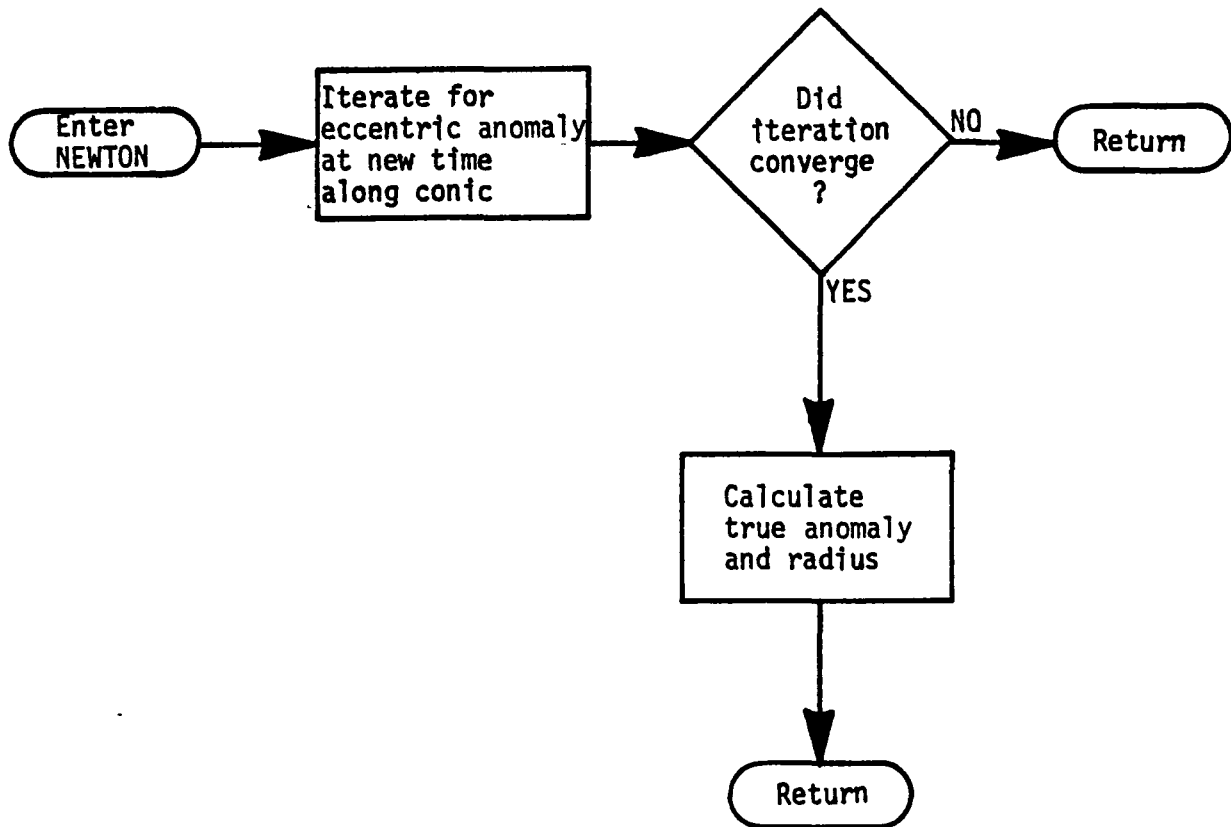 Enter
NEWTON
Iterate for
eccentric anomaly
at new time
along conic
Did
iteration
converge
?
NO
Return
YES
Calculate
true anomaly
and radius
Return